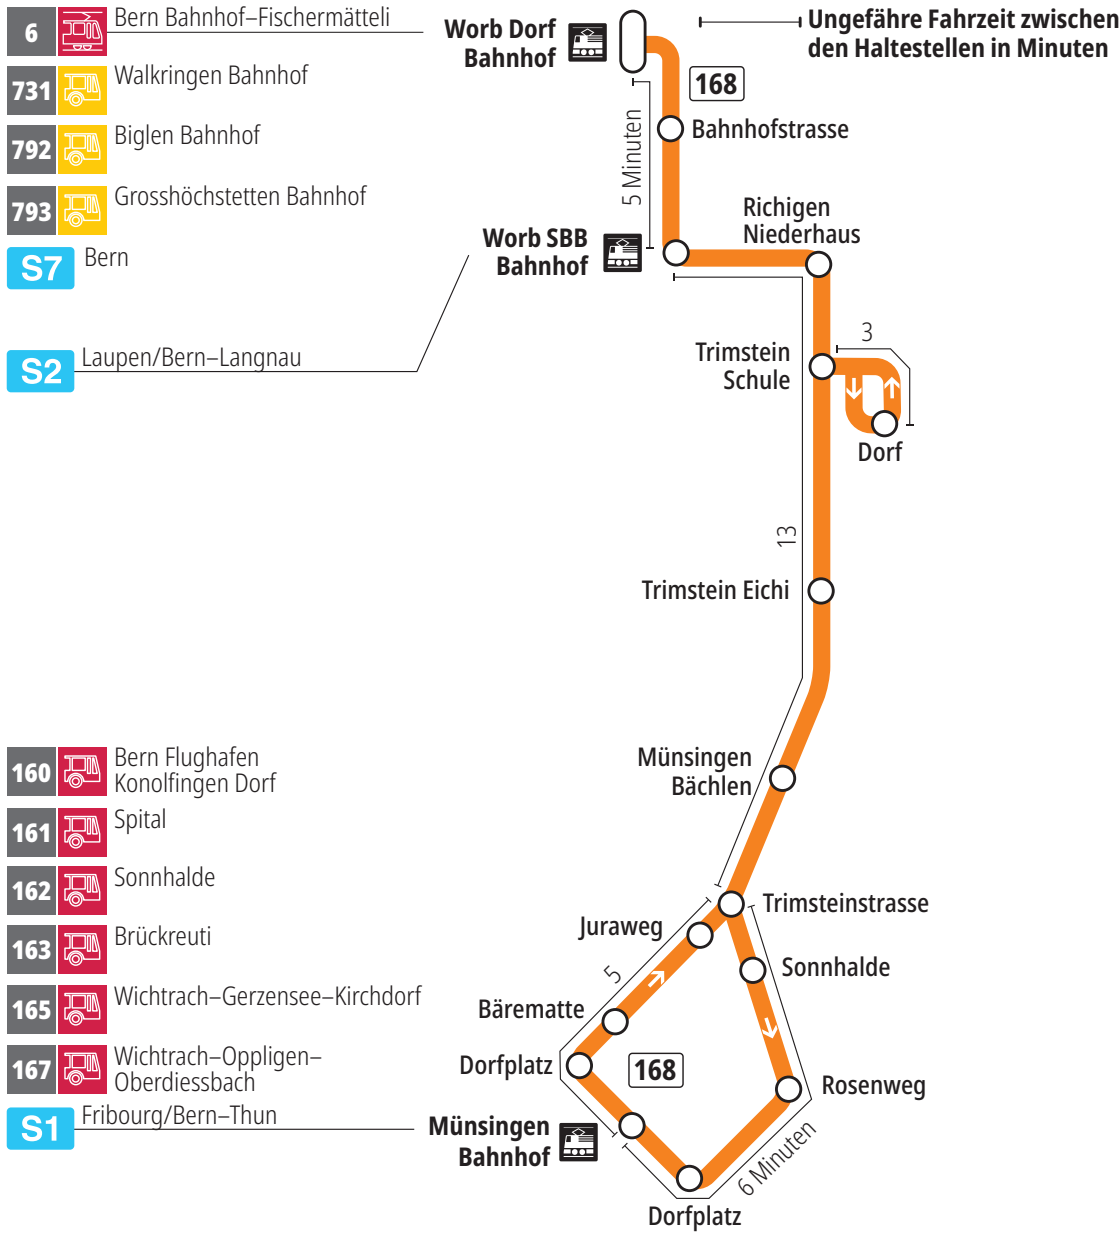 6
Bern Bahnhof–Fischermätteli
731
Walkringen Bahnhof
792
Biglen Bahnhof
793
Grosshöchstetten Bahnhof
S7
Bern
S2
Laupen/Bern–Langnau
Worb Dorf
Bahnhof
Ungefähre Fahrzeit zwischen
den Haltestellen in Minuten
168
5 Minuten
Bahnhofstrasse
Worb SBB
Bahnhof
Richigen
Niederhaus
Trimstein
Schule
3
Dorf
13
Trimstein Eichi
Münsingen
Bächlen
160
Bern Flughafen
Konolfingen Dorf
161
Spital
162
Sonnhalde
163
Brückreuti
165
Wichtrach–Gerzensee–Kirchdorf
167
Wichtrach–Oppligen–
Oberdiessbach
S1
Fribourg/Bern–Thun
Trimsteinstrasse
Juraweg
5
Sonnhalde
Bärematte
Dorfplatz
168
Rosenweg
Münsingen
Bahnhof
6 Minuten
Dorfplatz